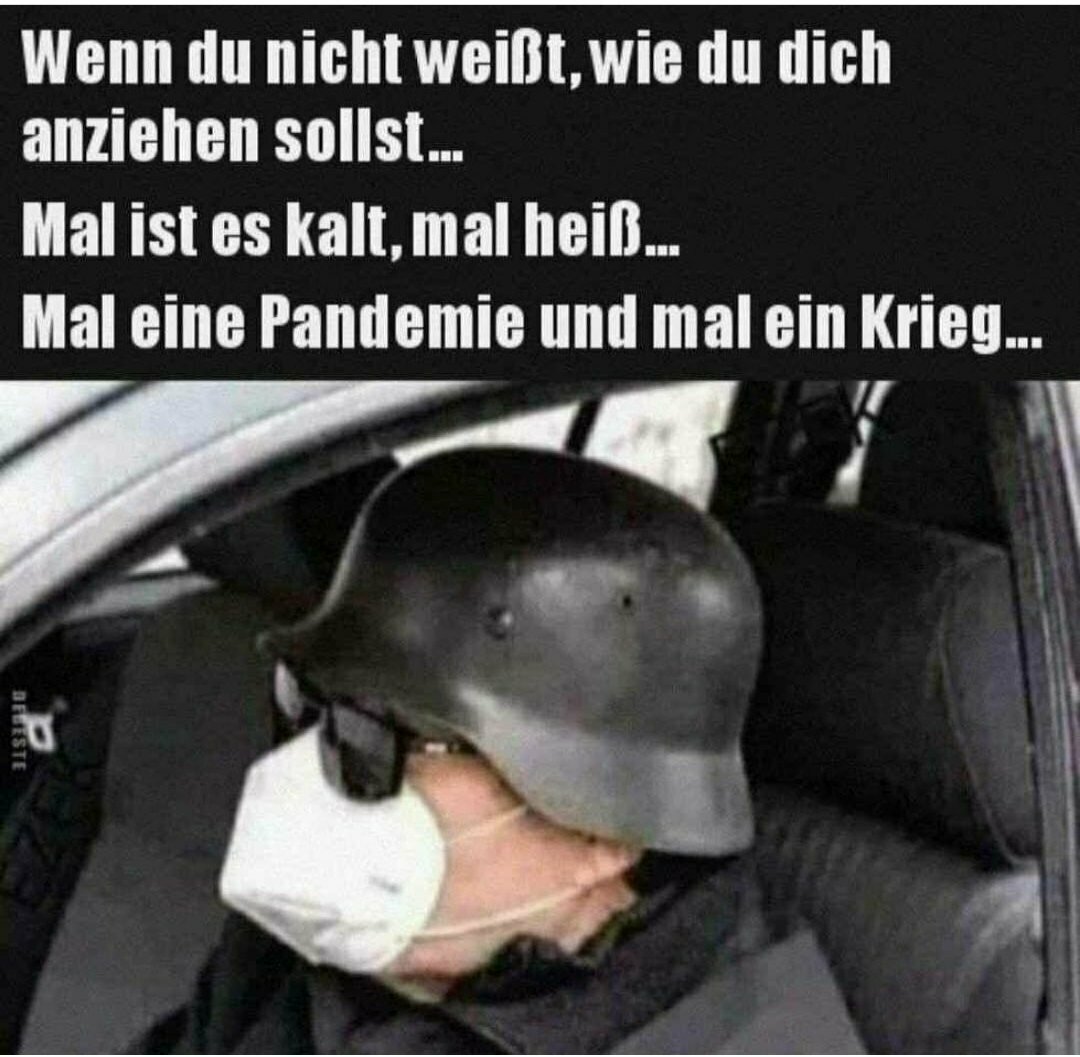 Wenn du nicht weißt, wie du dich
anziehen sollst...
Mal ist es kalt, mal heiß...
Mal eine Pandemie und mal ein Krieg...
DEBESTE